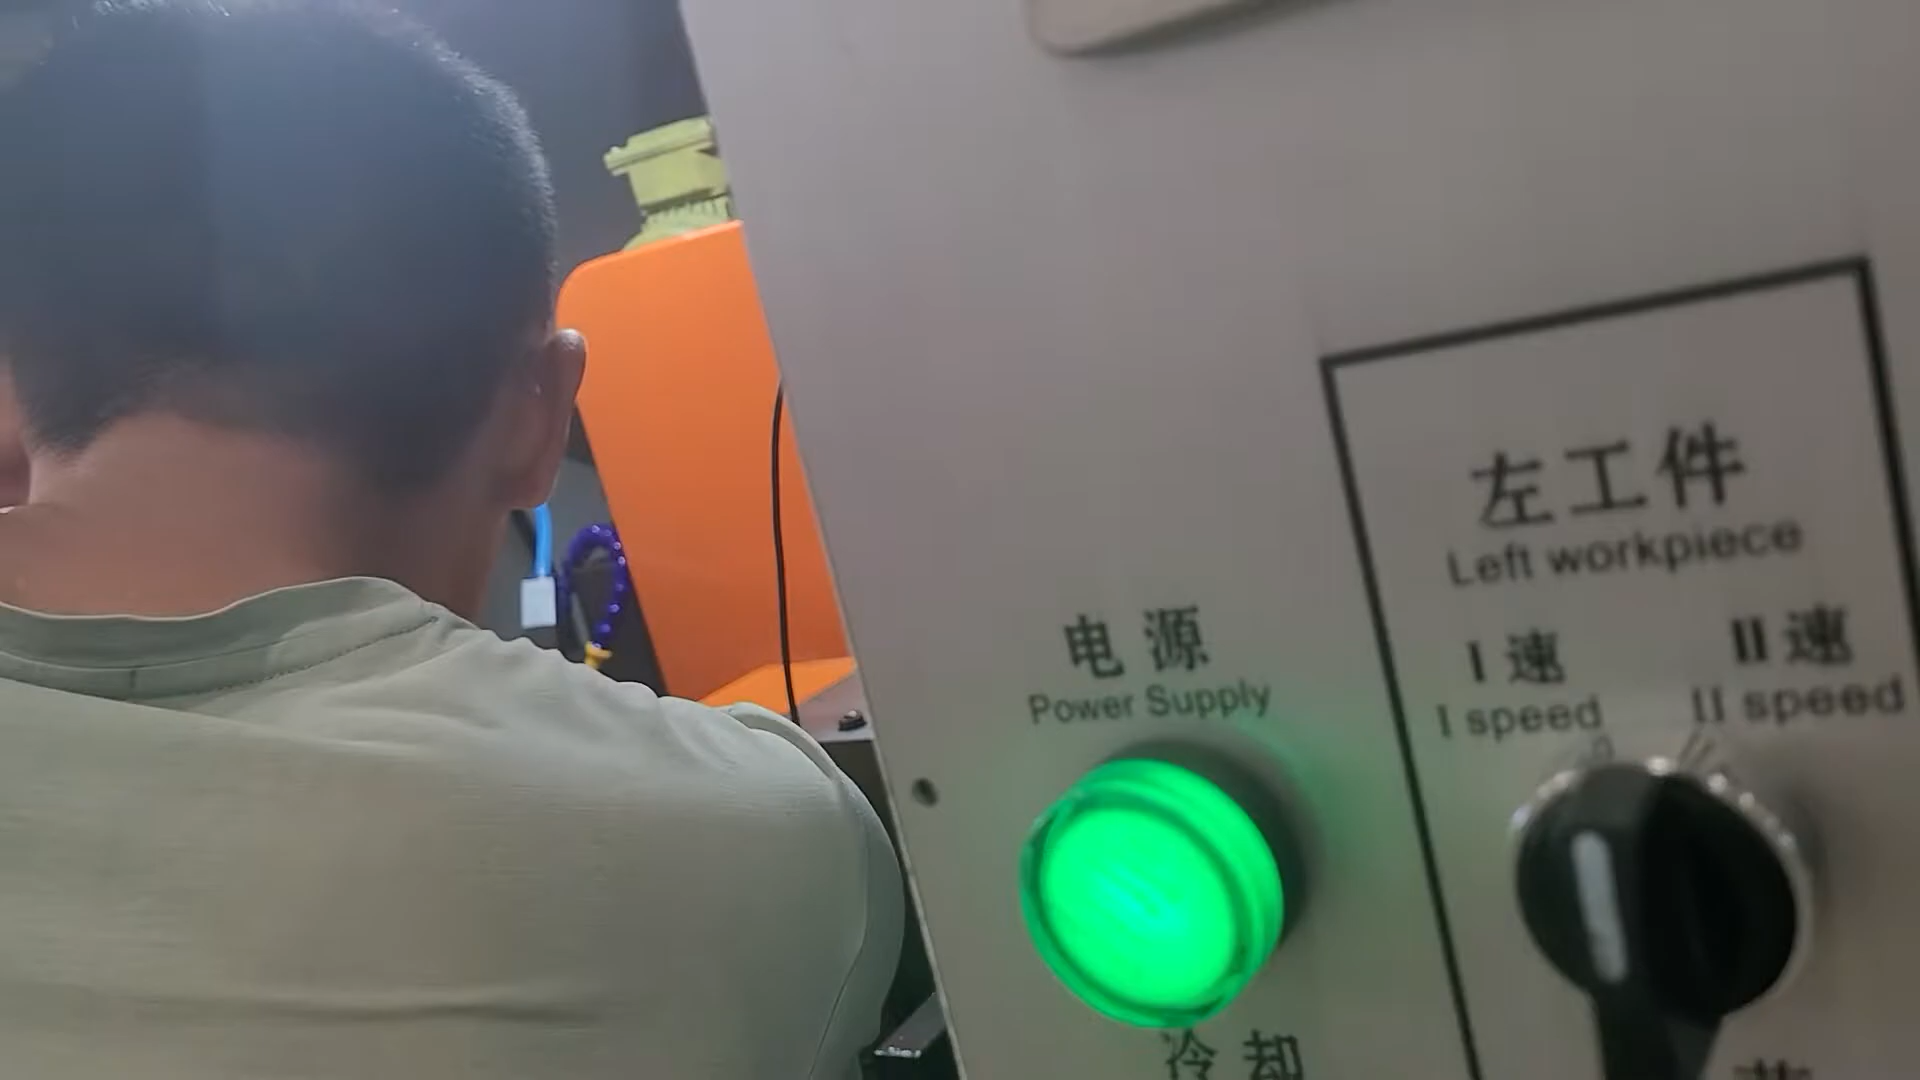 左工件
Left workpiece
电源
Power Supply
I 速
I speed
II 速
II speed
冷却